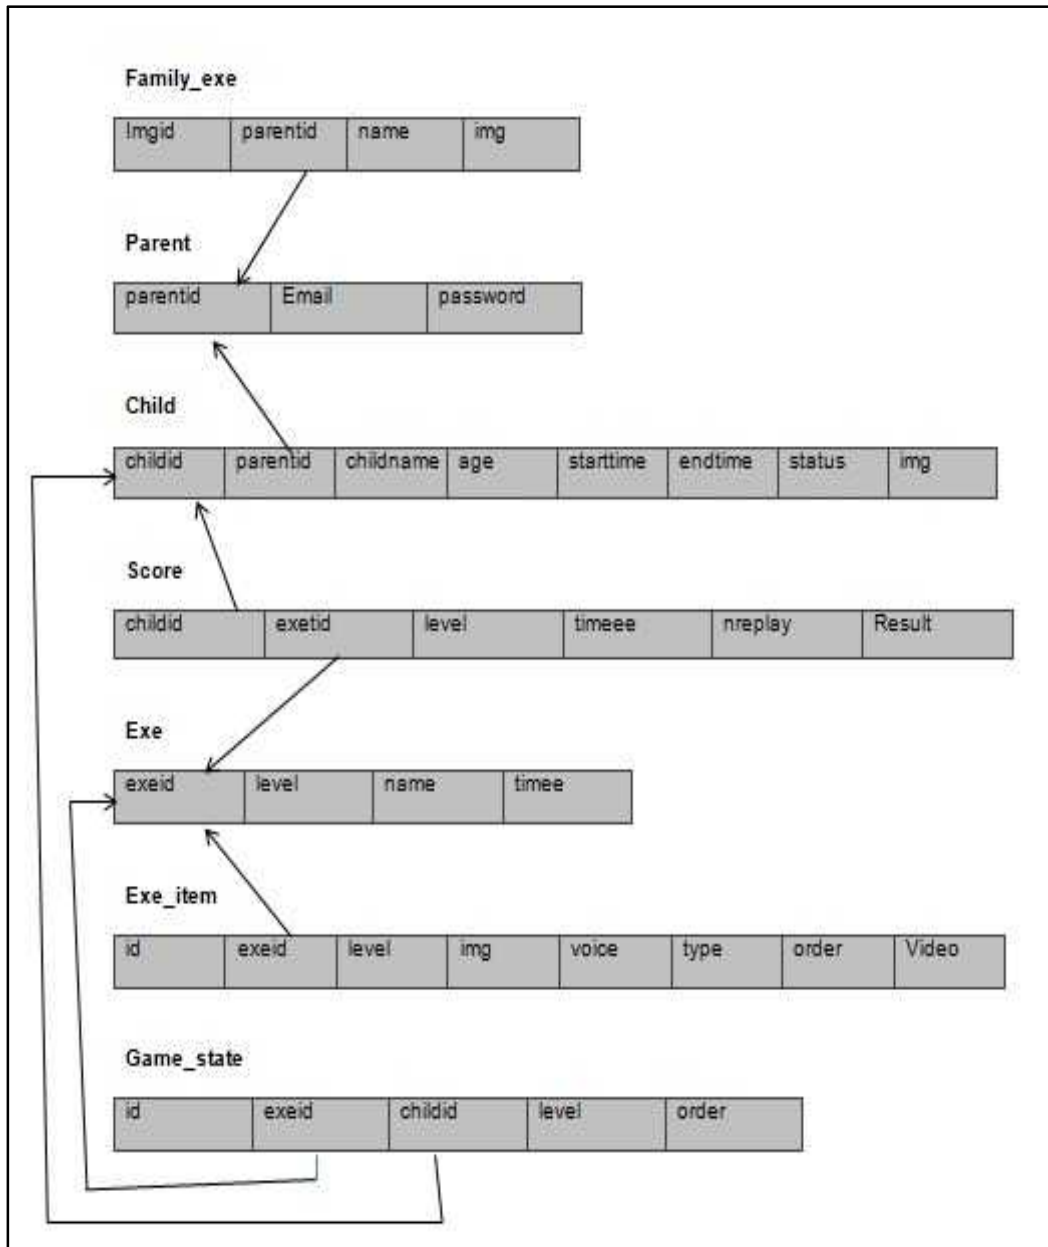 Family_exe
Imgid parentid name img
Parent
parentid Email password
Child
childid parentid childname age starttime endtime status img
Score
childid exetid level timeee nreplay Result
Exe
exeid level name timee
Exe_item
id exeid level img voice type order Video
Game_state
id exeid childid level order